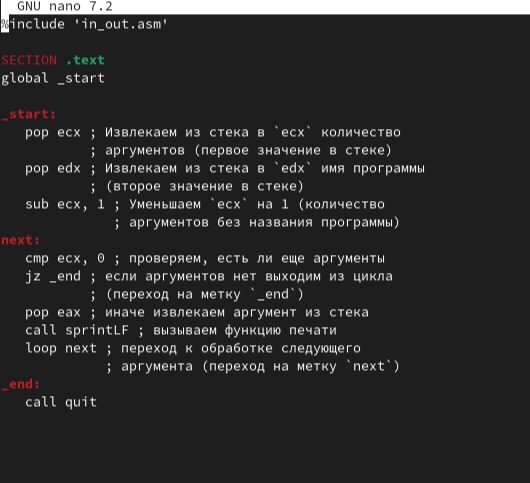 GNU nano 7.2
%include 'in_out.asm'
SECTION .text
global _start
_start:
pop ecx ; Извлекаем из стека в `ecx` количество
; аргументов (первое значение в стеке)
pop edx ; Извлекаем из стека в `edx` имя программы
; (второе значение в стеке)
sub ecx, 1 ; Уменьшаем `ecx` на 1 (количество
; аргументов без названия программы)
next:
cmp ecx, 0 ; проверяем, есть ли еще аргументы
jz _end ; если аргументов нет выходим из цикла
; (переход на метку `_end`)
pop eax ; иначе извлекаем аргумент из стека
call sprintLF ; вызываем функцию печати
loop next ; переход к обработке следующего
; аргумента (переход на метку `next`)
_end:
call quit